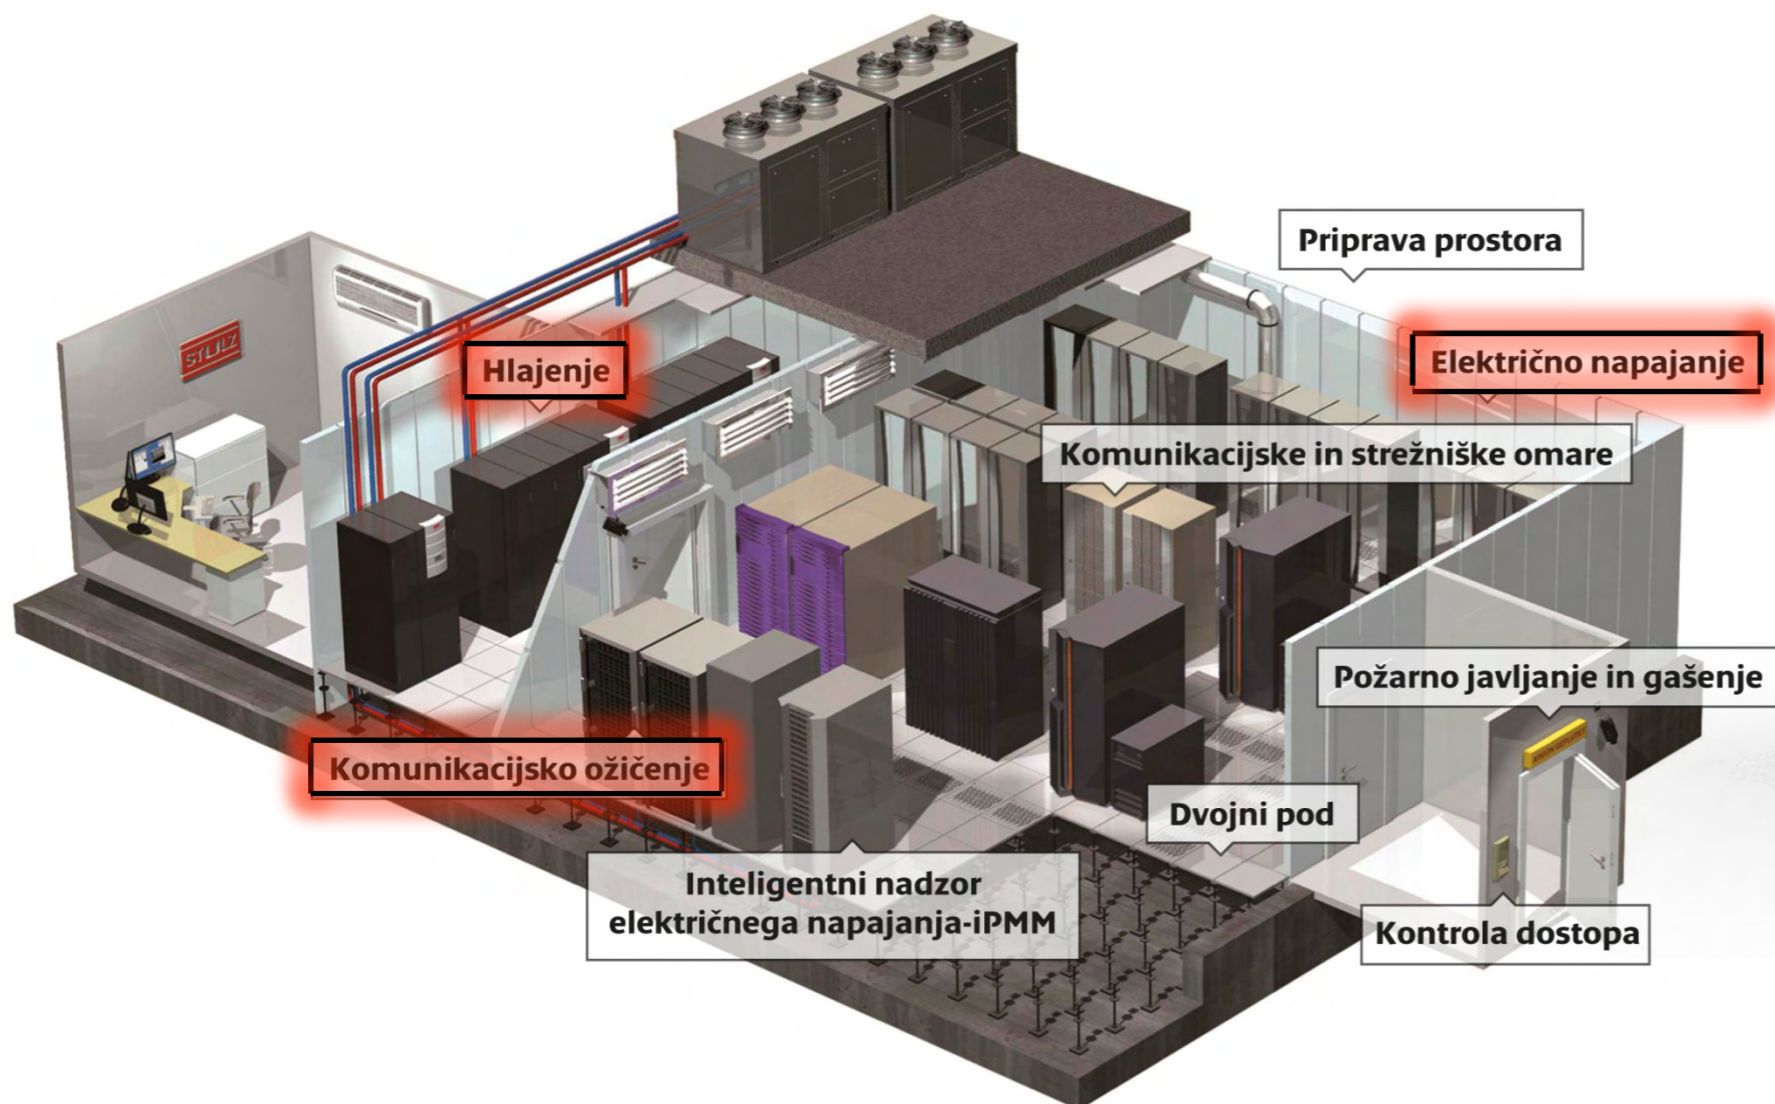 Priprava prostora
STULZ
Hlajenje
Električno napajanje
Komunikacijske in strežniške omare
Požarno javljanje in gašenje
Komunikacijsko ožičenje
Dvojni pod
Inteligentni nadzor
električnega napajanja-iPMM
Kontrola dostopa